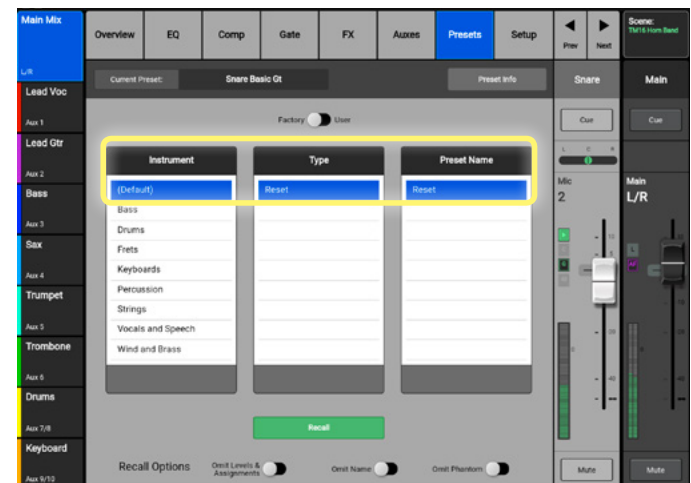 Main Mix
L/R
Lead Voc
Aux 1
Lead Gtr
Aux 2
Bass
Aux 3
Sax
Aux 4
Trumpet
Aux 5
Trombone
Aux 6
Drums
Aux 7/8
Keyboard
Aux 9/10
Overview EQ Comp Gate FX Auxes Presets Setup
Prev Next
Scene:
TM16 Horn Band
Current Preset: Snare Basic Gt Preset Info
Snare Main
Factory User
Cue Cue
Instrument Type Preset Name
(Default) Reset Reset
Bass
Drums
Frets
Keyboards
Percussion
Strings
Vocals and Speech
Wind and Brass
Recall
Recall Options
Omit Levels &
Assignments
Omit Name
Omit Phantom
L C R
Mic
2
Main
L/R
10
5
20
40
Mute Mute